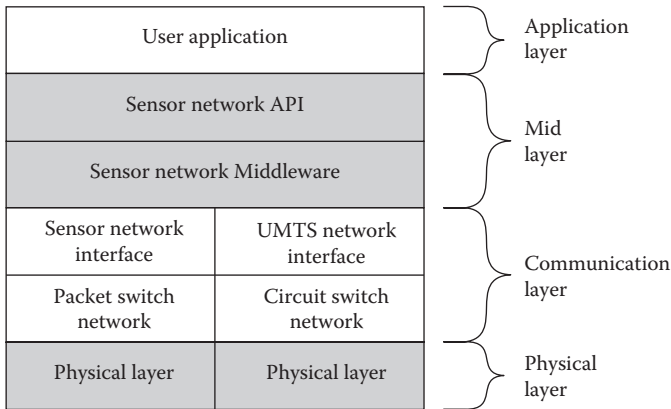 User application
Application
layer
Sensor network API
Sensor network Middleware
Mid
layer
Sensor network
interface
UMTS network
interface
Packet switch
network
Circuit switch
network
Communication
layer
Physical layer
Physical layer
Physical
layer